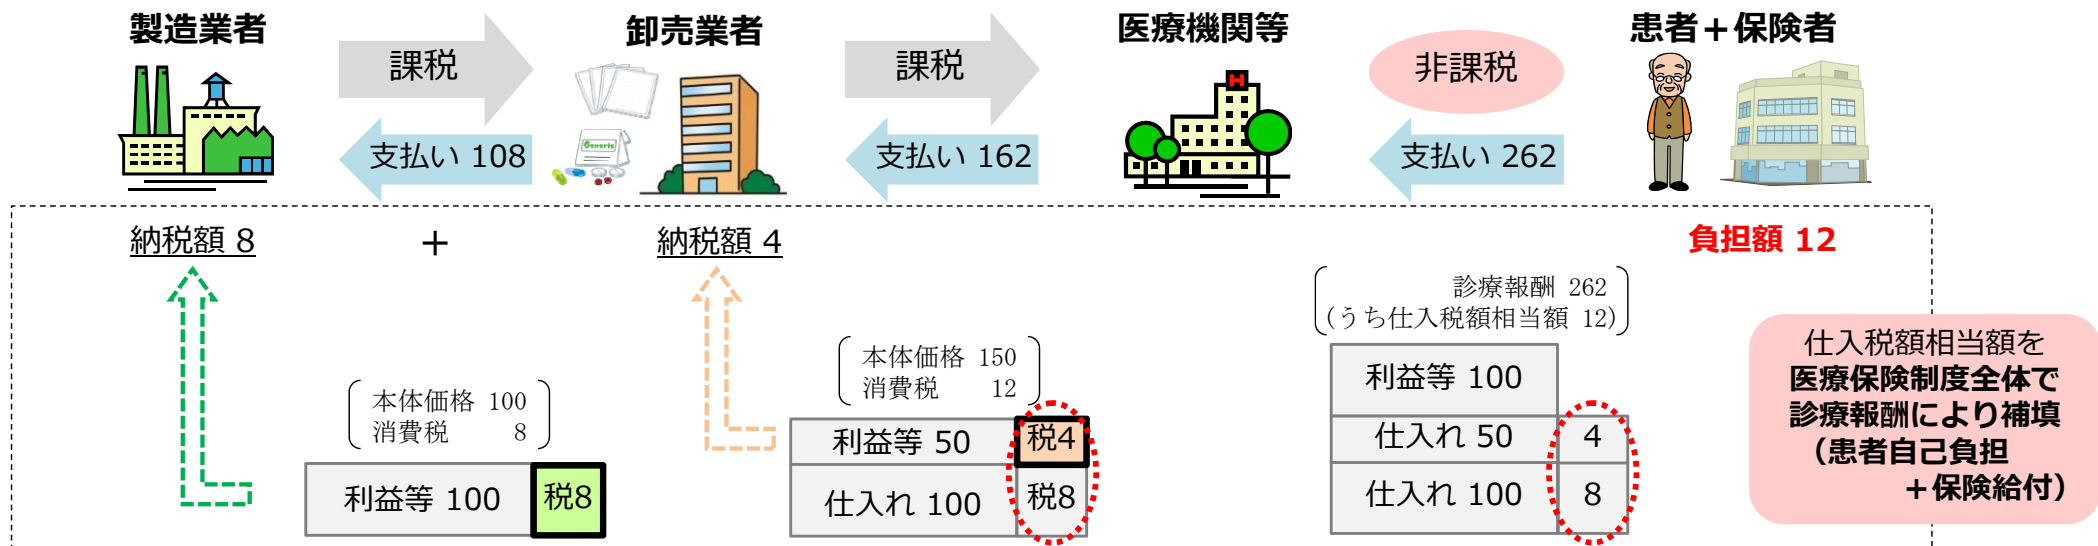 製造業者
卸売業者
医療機関等
患者＋保険者
課税
課税
非課税
支払い 108
支払い 162
支払い 262
Generic
H
納税額 8
＋
納税額 4
負担額 12
本体価格 100
消費税 8
利益等 100
税8
本体価格 150
消費税 12
利益等 50
税4
仕入れ 100
税8
診療報酬 262
(うち仕入税額相当額 12)
利益等 100
仕入れ 50
4
仕入れ 100
8
仕入税額相当額を
医療保険制度全体で
診療報酬により補填
（患者自己負担
＋保険給付）